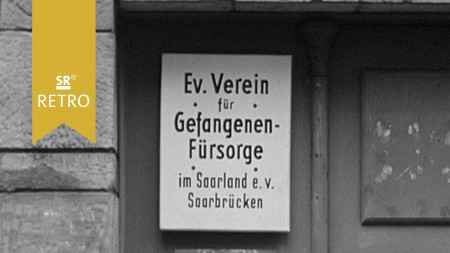 SR®
RETRO
Ev. Verein
für
Gefangenen-
Fürsorge
im Saarland e. v.
Saarbrücken